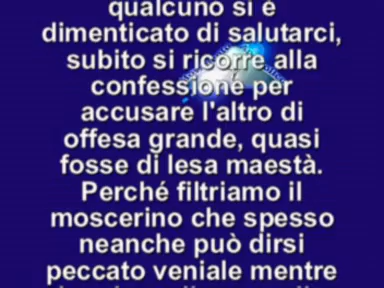 qualcuno si è
dimenticato di salutarci,
subito si ricorre alla
confessione per
accusare l'altro di
offesa grande, quasi
fosse di lesa maestà.
Perché filtriamo il
moscerino che spesso
neanche può dirsi
peccato veniale mentre